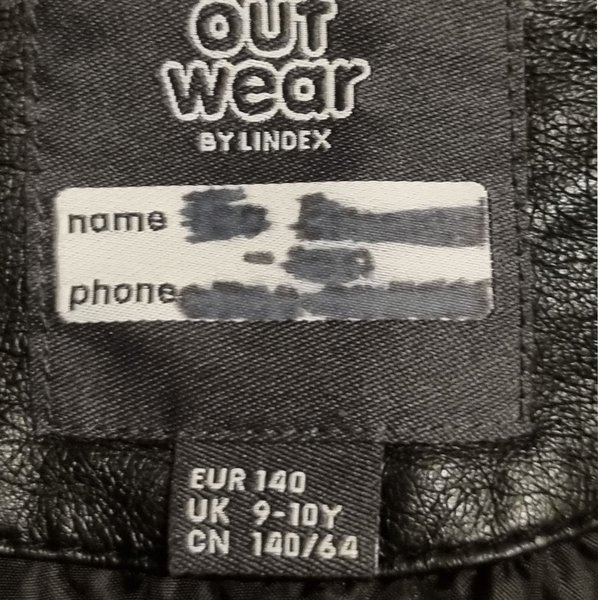 OUT
wear
BY LINDEX
name
phone
EUR 140
UK 9-10Y
CN 140/64